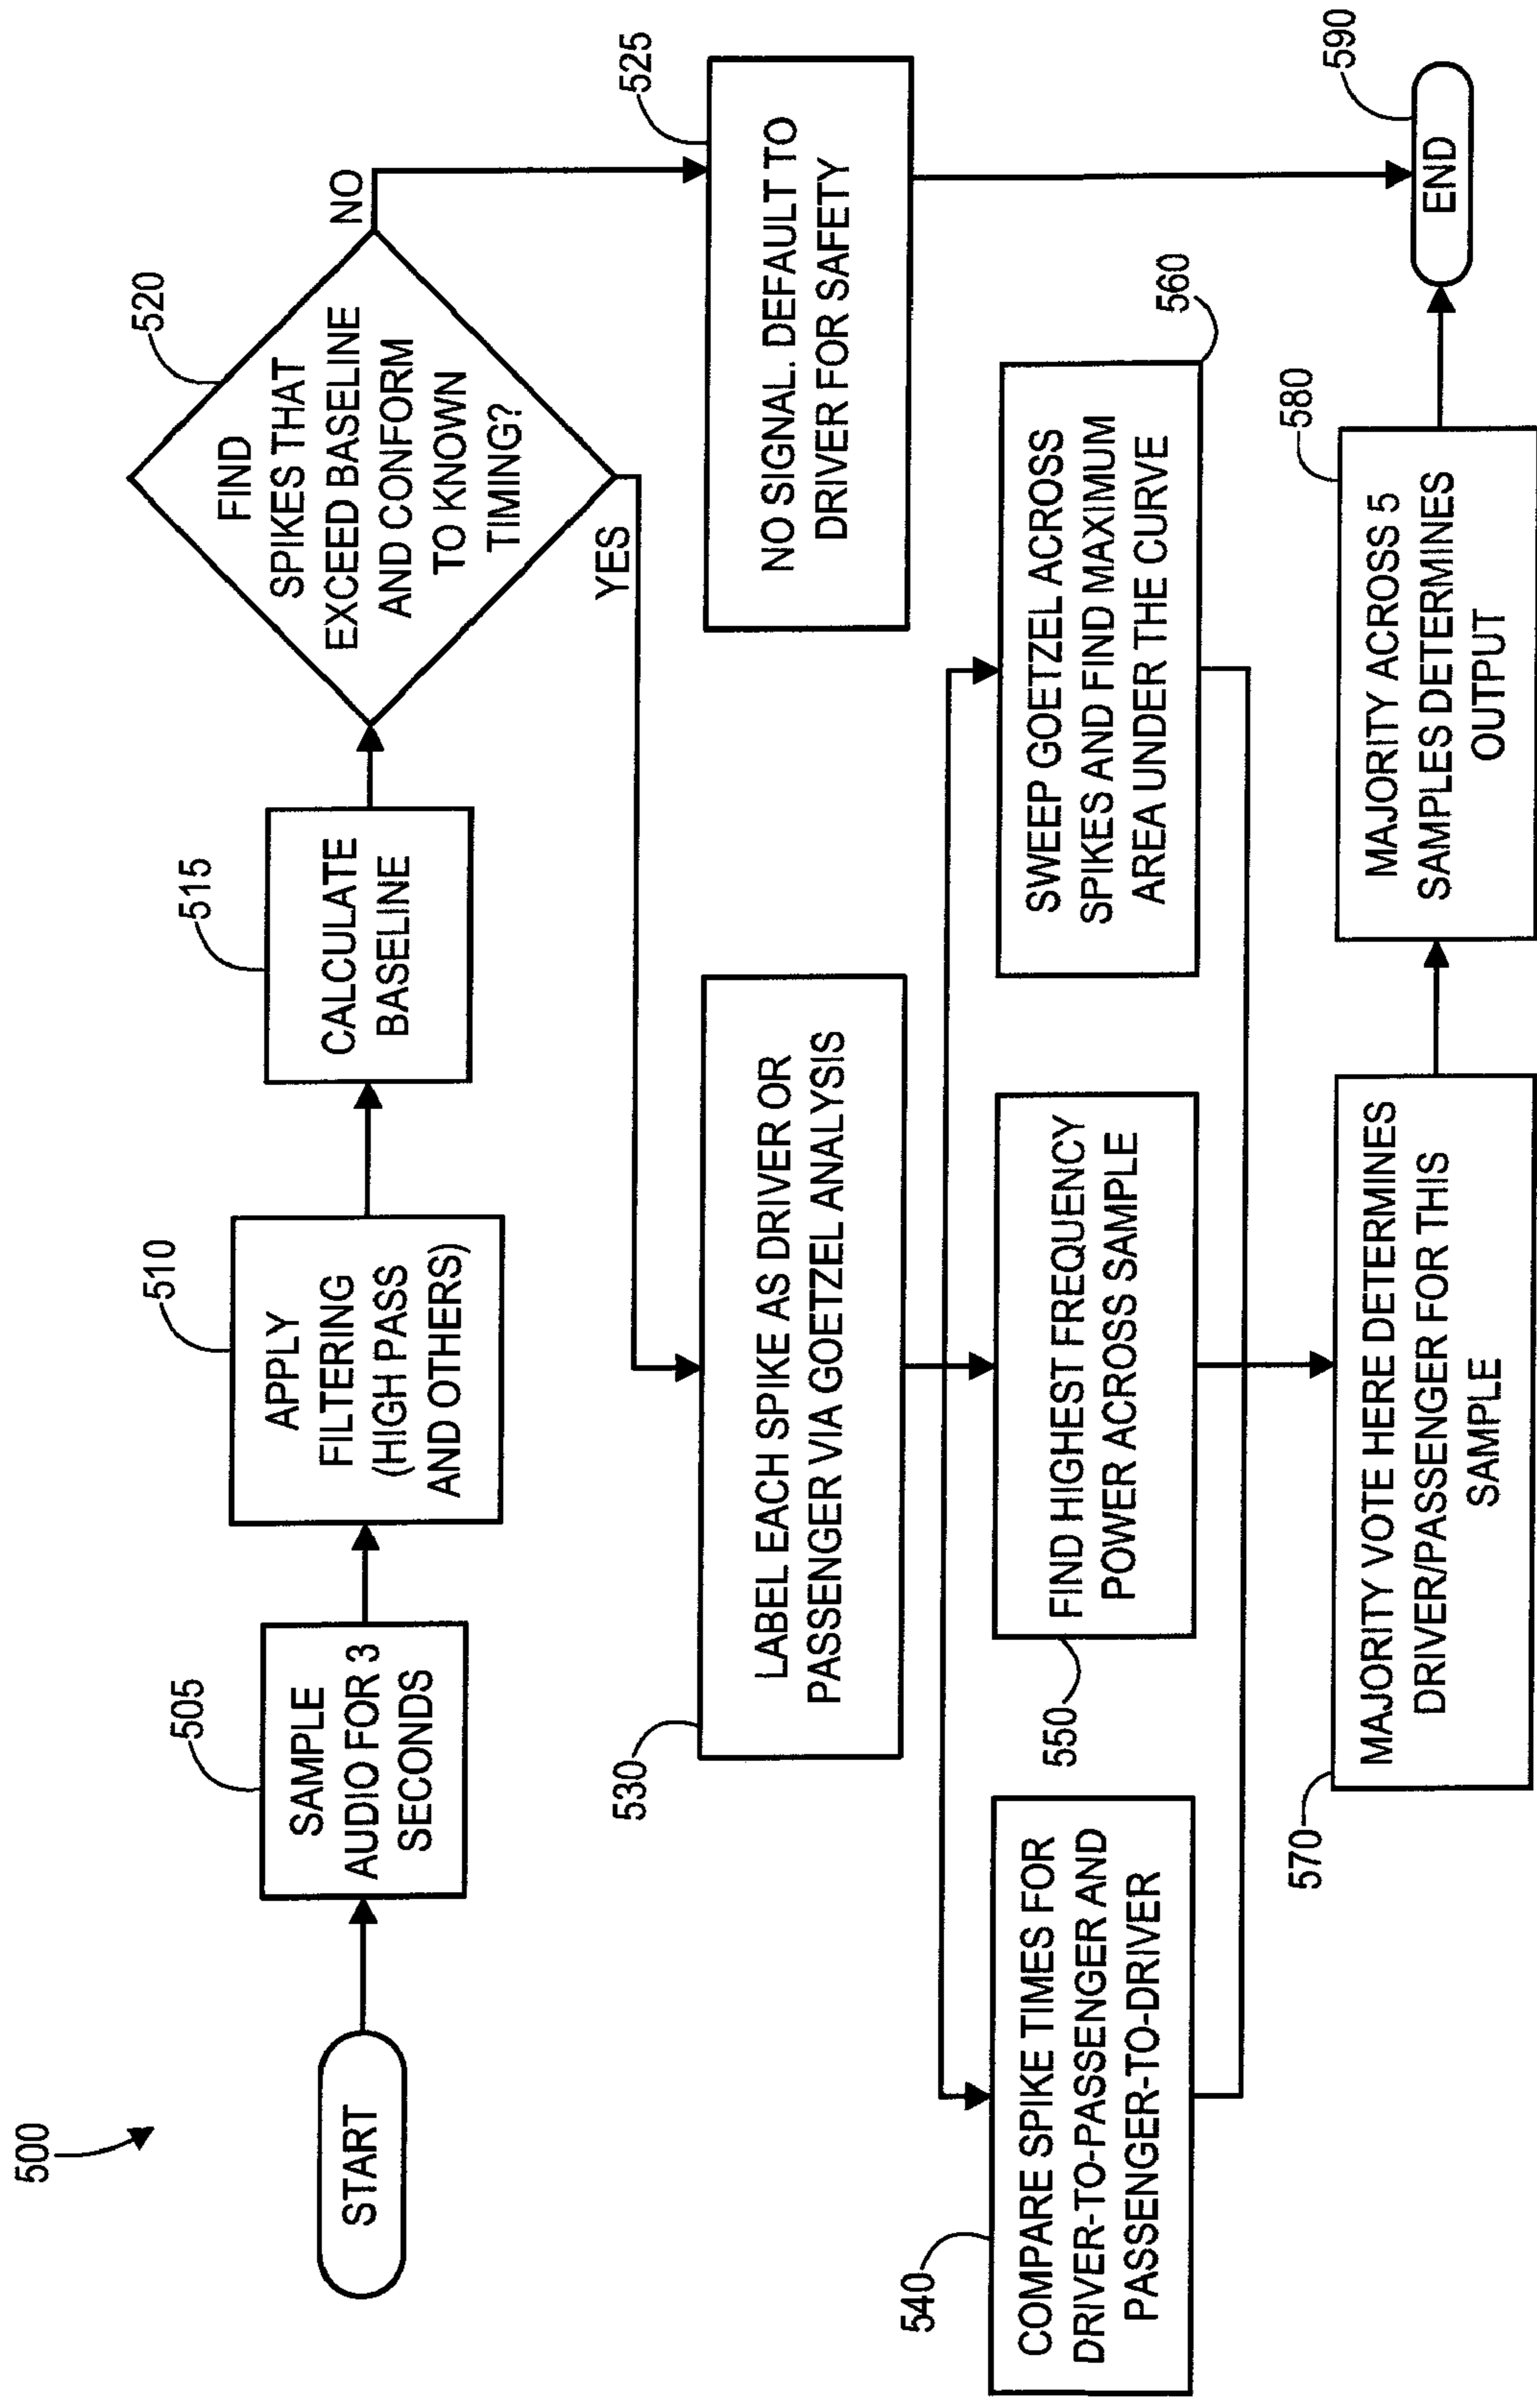 500
START
505
SAMPLE
AUDIO FOR 3
SECONDS
510
APPLY
FILTERING
(HIGH PASS
AND OTHERS)
515
CALCULATE
BASELINE
520
FIND
SPIKES THAT
EXCEED BASELINE
AND CONFORM
TO KNOWN
TIMING?
NO
YES
525
NO SIGNAL. DEFAULT TO
DRIVER FOR SAFETY
530
LABEL EACH SPIKE AS DRIVER OR
PASSENGER VIA GOETZEL ANALYSIS
540
COMPARE SPIKE TIMES FOR
DRIVER-TO-PASSENGER AND
PASSENGER-TO-DRIVER
550
FIND HIGHEST FREQUENCY
POWER ACROSS SAMPLE
560
SWEEP GOETZEL ACROSS
SPIKES AND FIND MAXIMUM
AREA UNDER THE CURVE
570
MAJORITY VOTE HERE DETERMINES
DRIVER/PASSENGER FOR THIS
SAMPLE
580
MAJORITY ACROSS 5
SAMPLES DETERMINES
OUTPUT
590
END